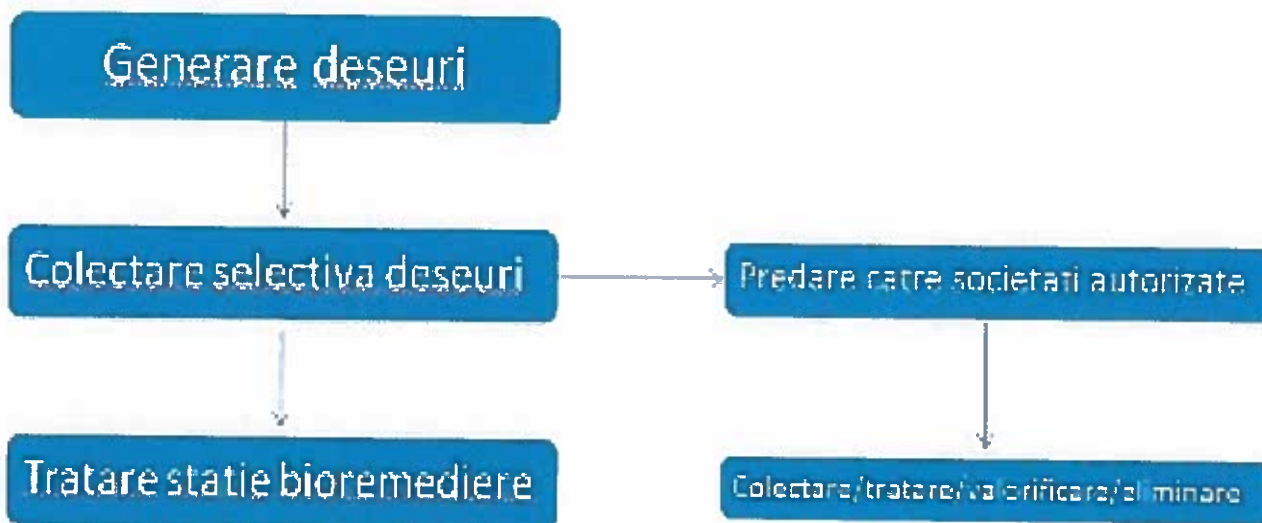 Generare deseuri
Colectare selectiva deseuri
Predare catre societati autorizate
Tratare statie bioremediere
Colectare/tratare/valorificare/eliminare